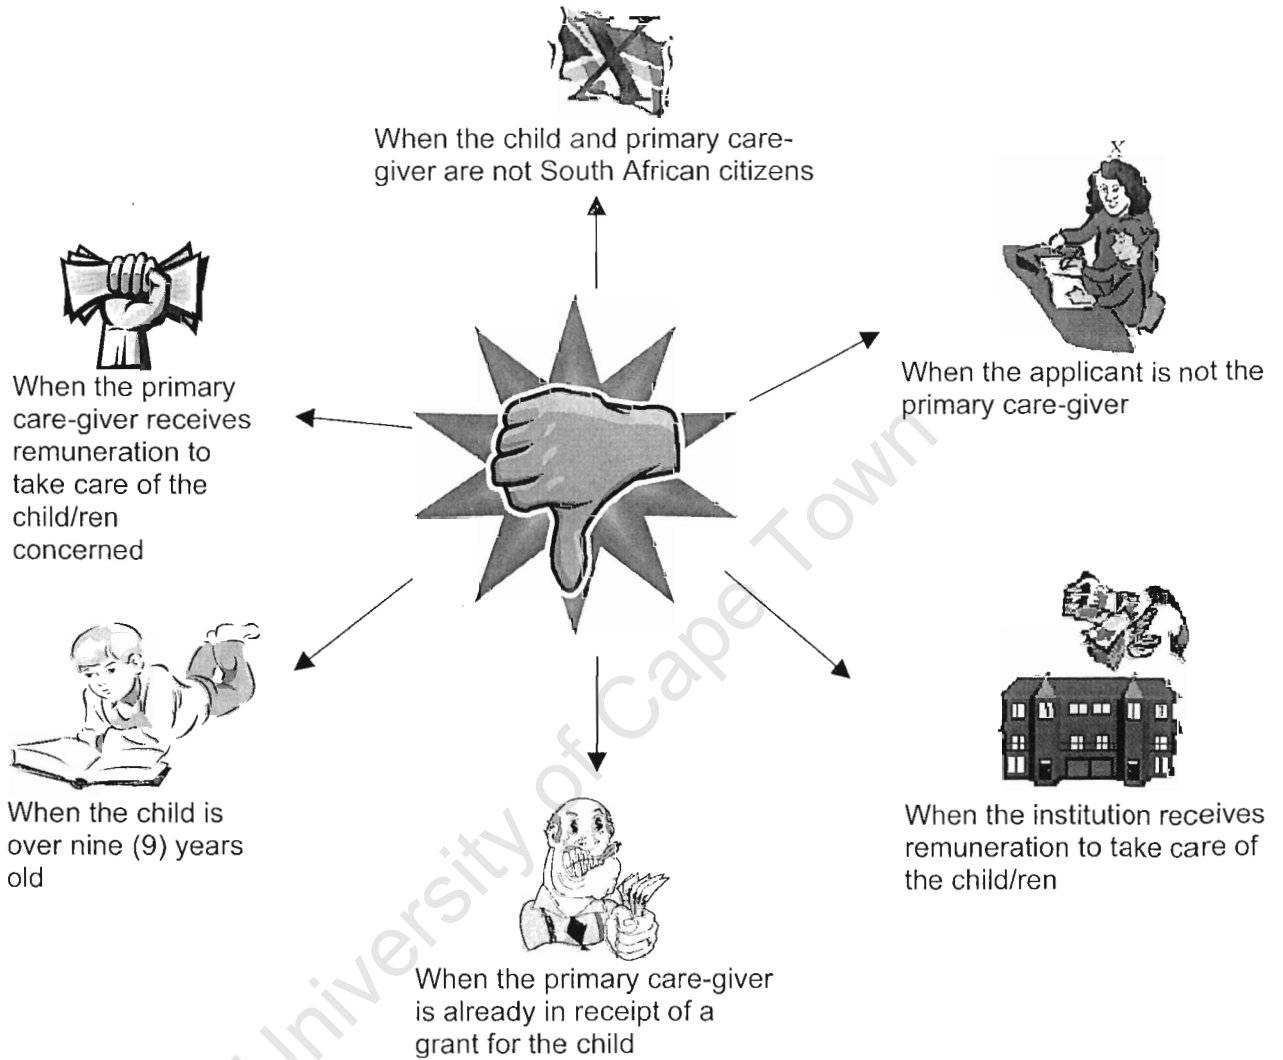 When the child and primary care-
giver are not South African citizens
X
When the applicant is not the
primary care-giver
When the primary
care-giver receives
remuneration to
take care of the
child/ren
concerned
When the child is
over nine (9) years
old
When the institution receives
remuneration to take care of
the child/ren
When the primary care-giver
is already in receipt of a
grant for the child
University of Cape Town